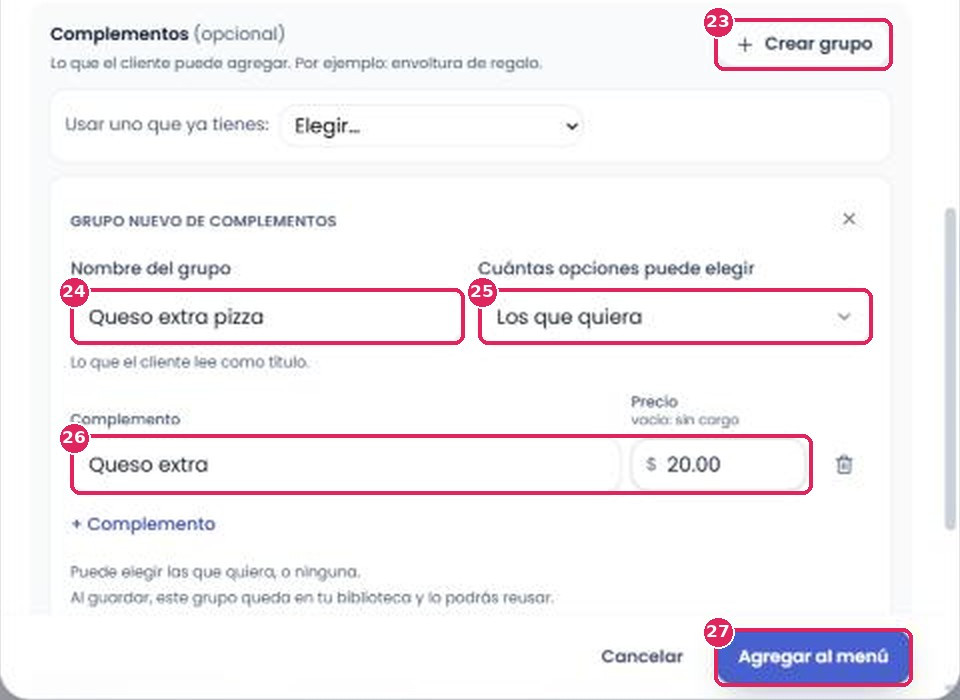 Complementos (opcional)
23
+ Crear grupo
Lo que el cliente puede agregar. Por ejemplo: envoltura de regalo.
Usar uno que ya tienes: Elegir...
GRUPO NUEVO DE COMPLEMENTOS ×
Nombre del grupo
Cuántas opciones puede elegir
24
Queso extra pizza
25
Los que quiera
Lo que el cliente lee como título.
Complemento
Precio
vacío: sin cargo
26
Queso extra
$ 20.00
+ Complemento
Puede elegir las que quiera, o ninguna.
Al guardar, este grupo queda en tu biblioteca y lo podrás reusar.
Cancelar
27
Agregar al menú